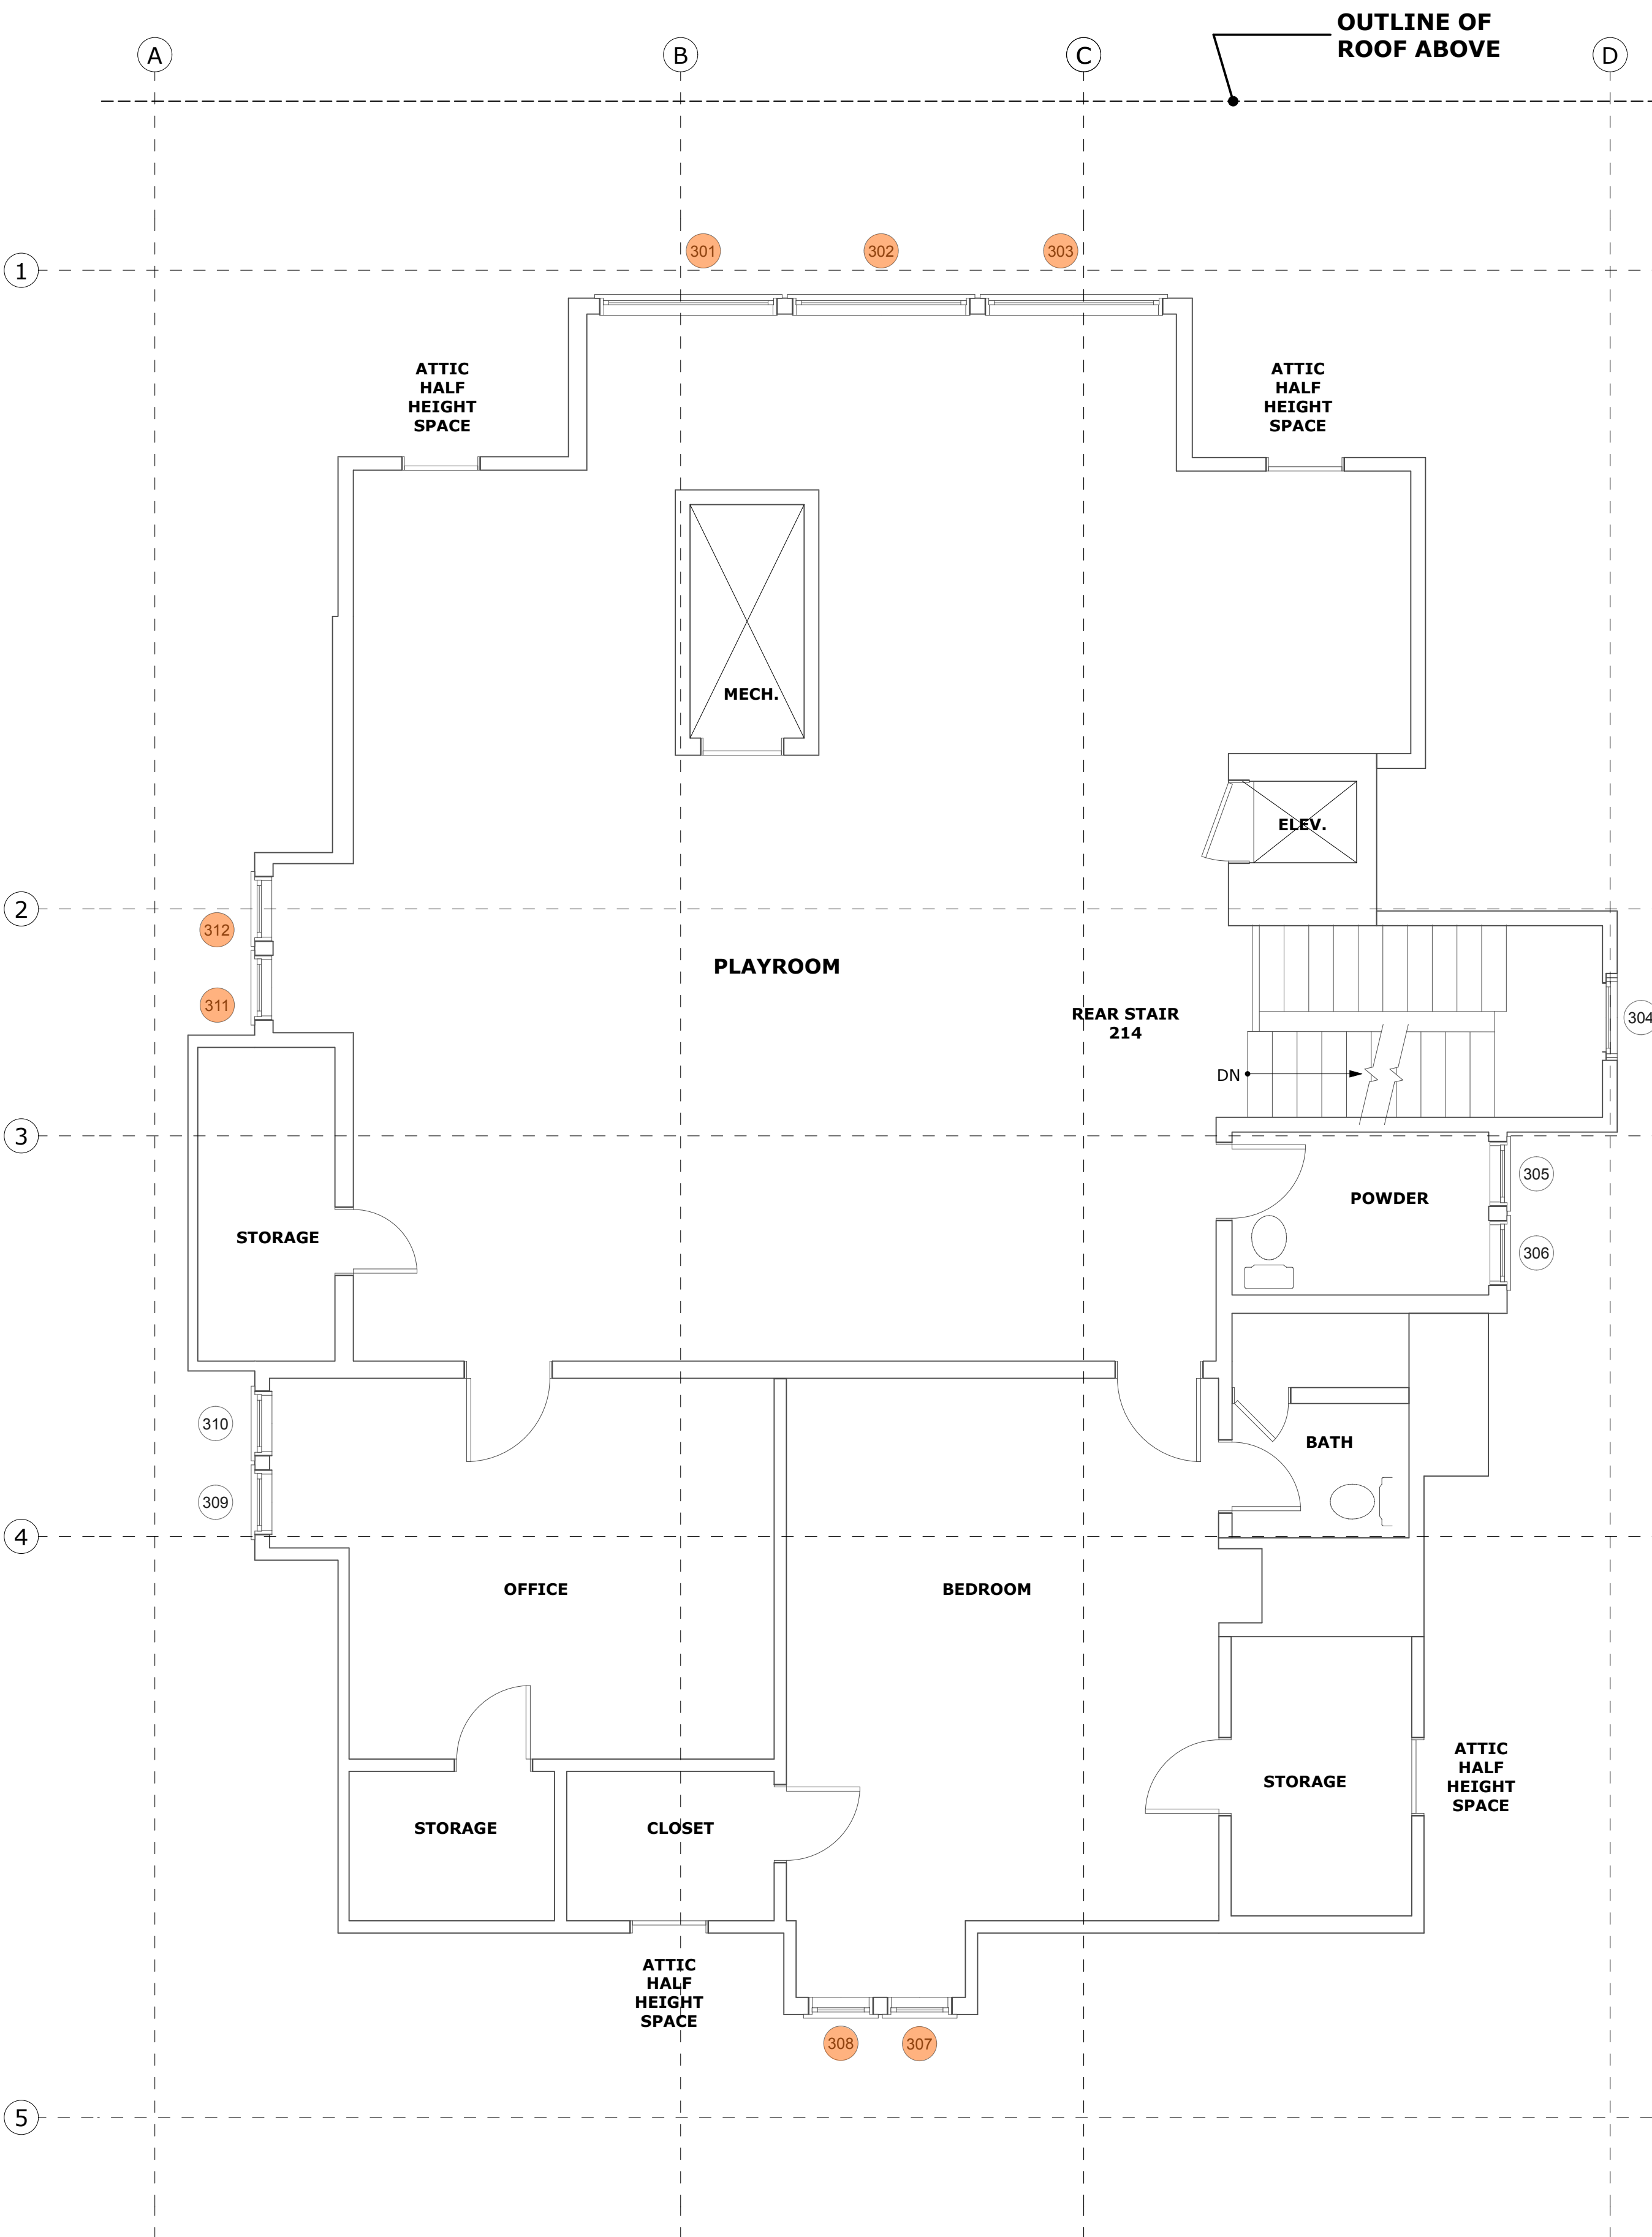 OUTLINE OF
ROOF ABOVE
A
B
C
D
1
301
302
303
ATTIC
HALF
HEIGHT
SPACE
ATTIC
HALF
HEIGHT
SPACE
MECH.
ELEV.
2
312
PLAYROOM
311
REAR STAIR
214
304
DN
3
305
POWDER
STORAGE
306
310
BATH
309
4
OFFICE
BEDROOM
ATTIC
HALF
HEIGHT
SPACE
STORAGE
STORAGE
CLOSET
ATTIC
HALF
HEIGHT
SPACE
308
307
5